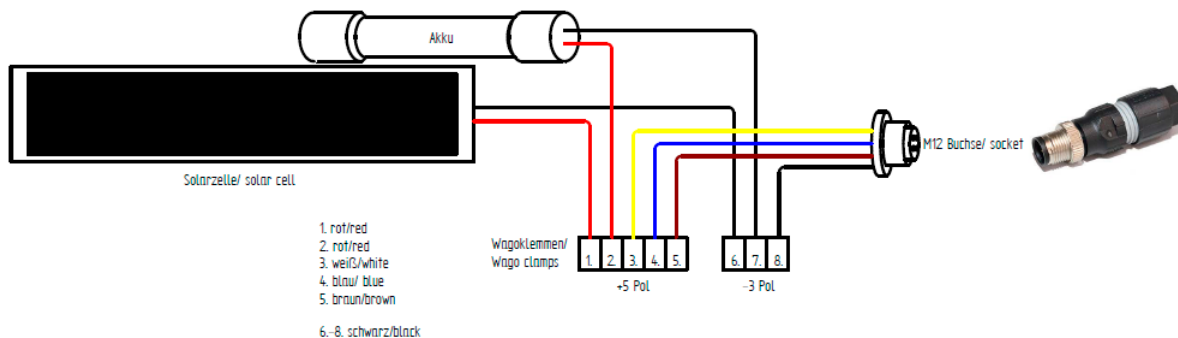 Akku
M12 Buchse/ socket
Solarzelle/ solar cell
1. rot/red
2. rot/red
3. weiß/white
4. blau/ blue
5. braun/brown
6.-8. schwarz/black
Wagoklemmen/
Wago clamps
1. 2. 3. 4. 5. 6. 7. 8.
+5 Pol -3 Pol